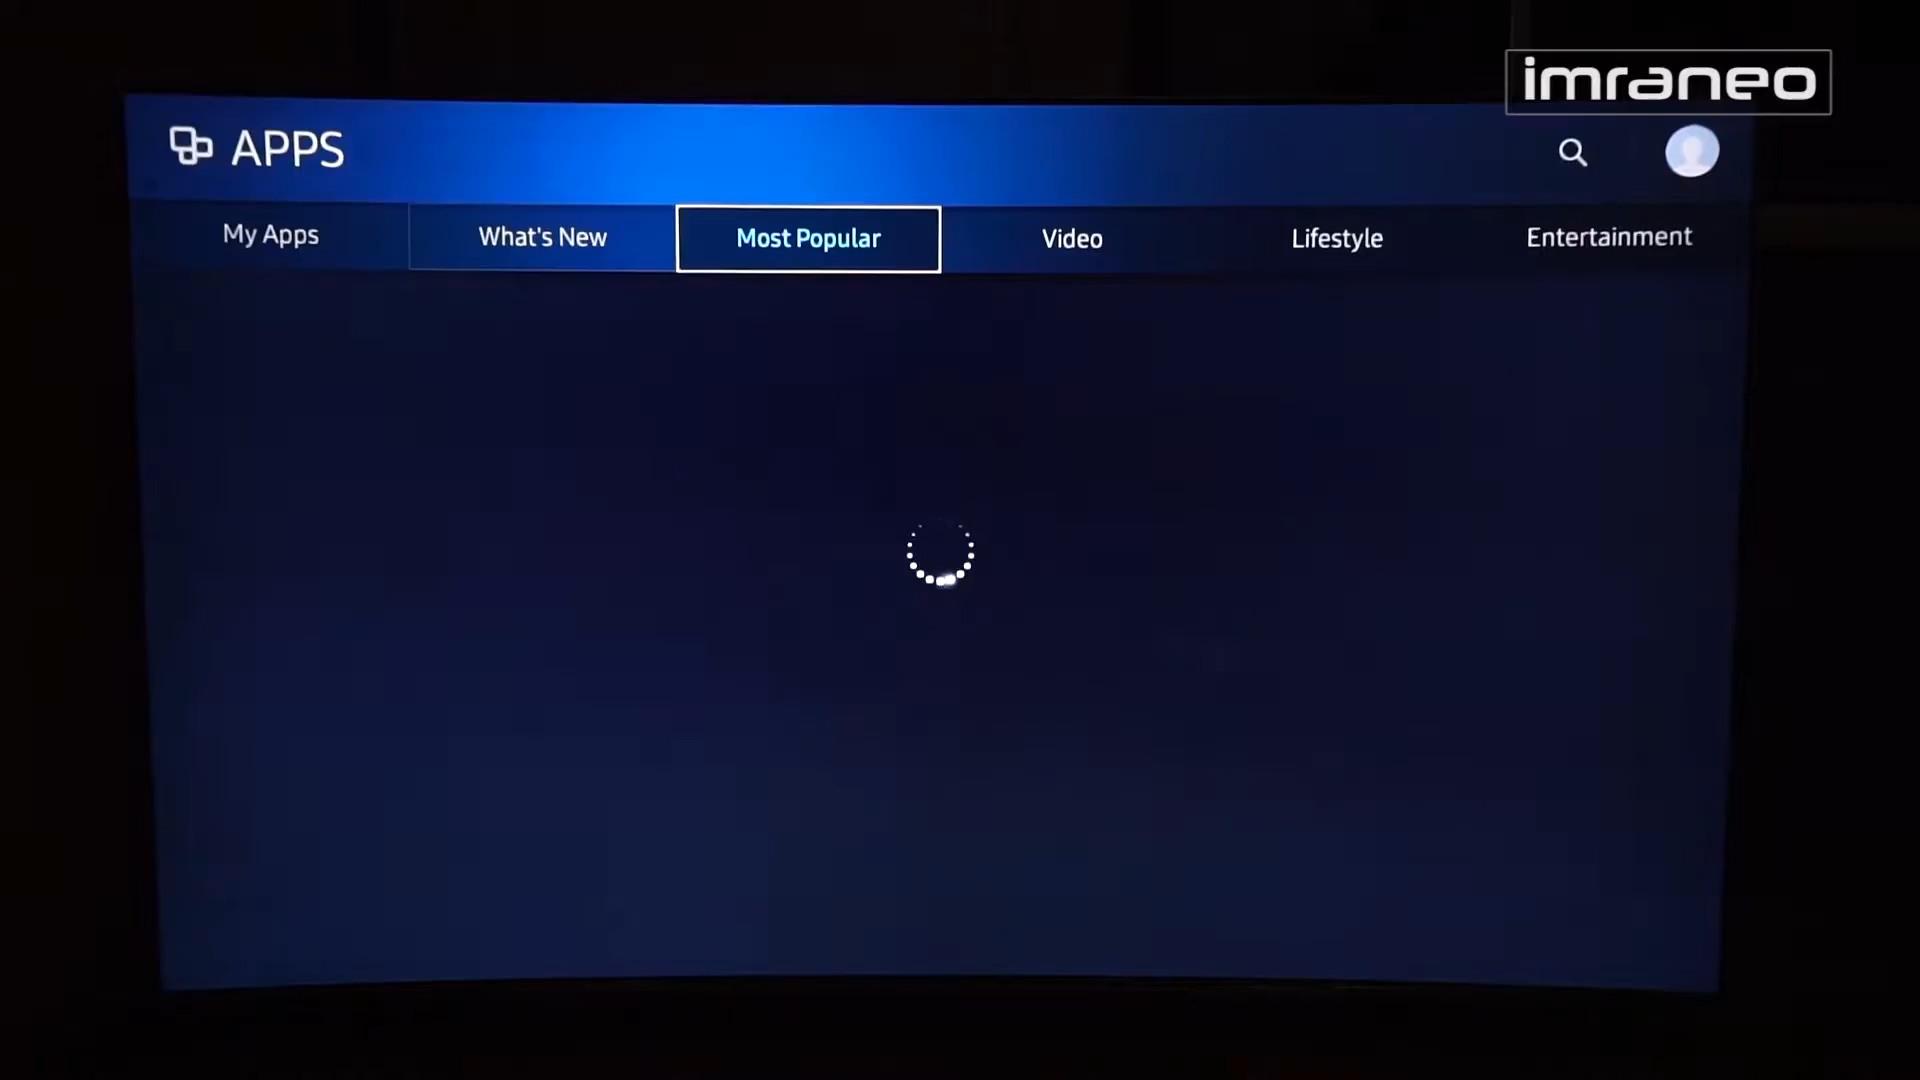 imraneo
APPS
My Apps
What's New
Most Popular
Video
Lifestyle
Entertainment